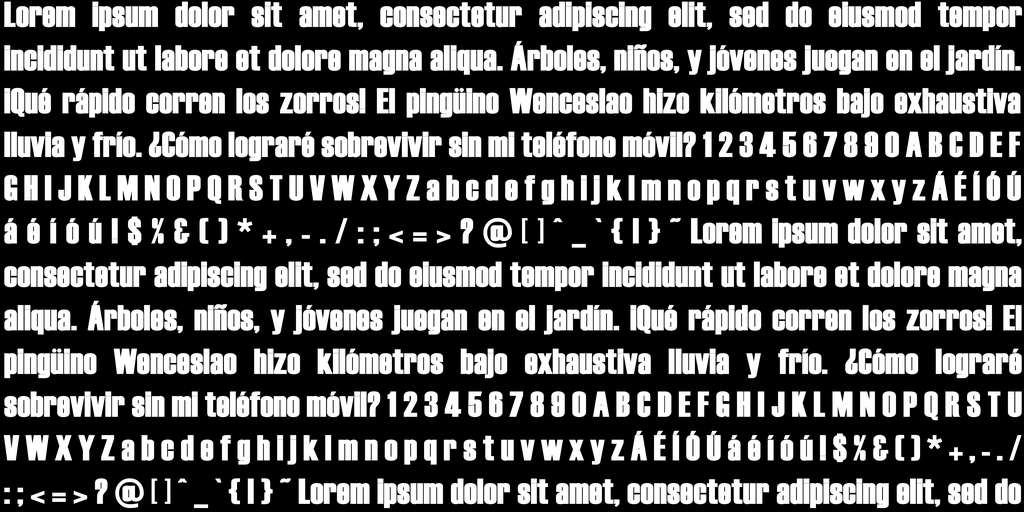 Lorem ipsum dolor sit amet, consectetur adipiscing elit, sed do eiusmod tempor
incididunt ut labore et dolore magna aliqua. Árboles, niños, y jóvenes juegan en el jardín.
¡Qué rápido corren los zorros! El pingüino Wenceslao hizo kilómetros bajo exhaustiva
lluvia y frío. ¿Cómo lograré sobrevivir sin mi teléfono móvil? 1 2 3 4 5 6 7 8 9 0 A B C D E F
G H I J K L M N O P Q R S T U V W X Y Z a b c d e f g h i j k l m n o p q r s t u v w x y z Á É Í Ó Ú
á é í ó ú ! $ % & ( ) * + , - . / : ; < = > ? @ [ ] ^ _ ` { | } ~ Lorem ipsum dolor sit amet,
consectetur adipiscing elit, sed do eiusmod tempor incididunt ut labore et dolore magna
aliqua. Árboles, niños, y jóvenes juegan en el jardín. ¡Qué rápido corren los zorros! El
pingüino Wenceslao hizo kilómetros bajo exhaustiva lluvia y frío. ¿Cómo lograré
sobrevivir sin mi teléfono móvil? 1 2 3 4 5 6 7 8 9 0 A B C D E F G H I J K L M N O P Q R S T U
V W X Y Z a b c d e f g h i j k l m n o p q r s t u v w x y z Á É Í Ó Ú á é í ó ú ! $ % & ( ) * + , - . /
: ; < = > ? @ [ ] ^ _ ` { | } ~ Lorem ipsum dolor sit amet, consectetur adipiscing elit, sed do